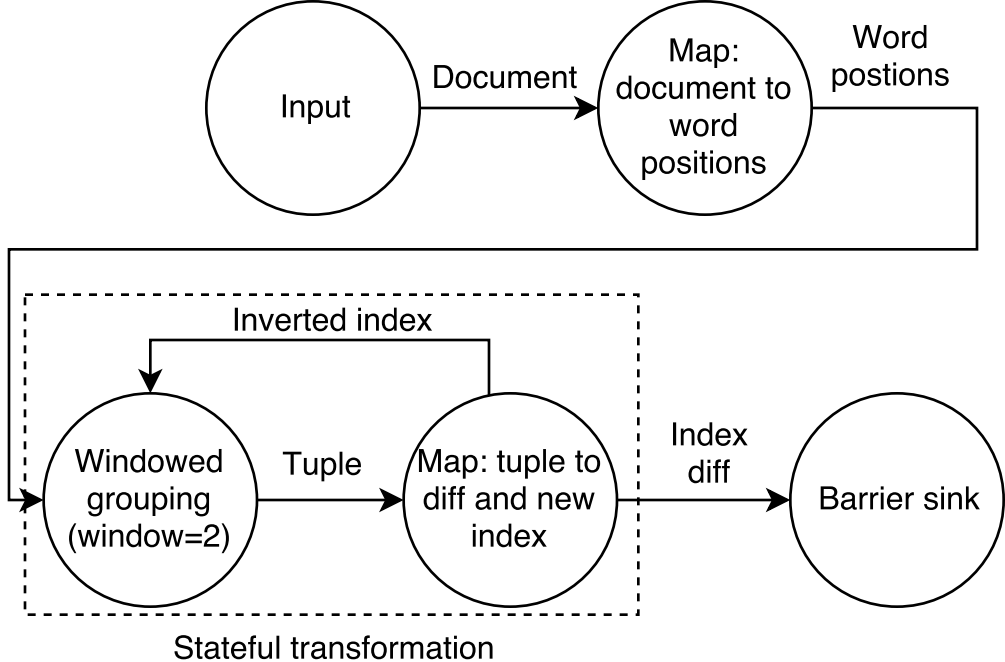 Input
Document
Map:
document to
word
positions
Word
postions
Inverted index
Windowed
grouping
(window=2)
Tuple
Map: tuple to
diff and new
index
Index
diff
Barrier sink
Stateful transformation